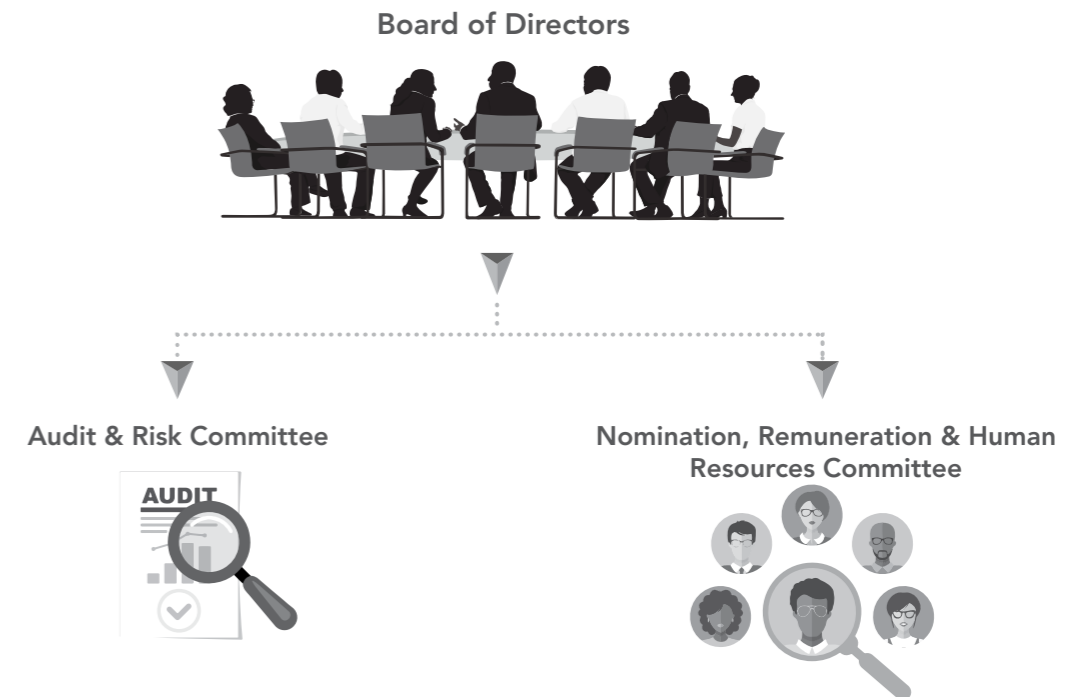 Board of Directors
Audit & Risk Committee
Nomination, Remuneration & Human
Resources Committee
AUDIT